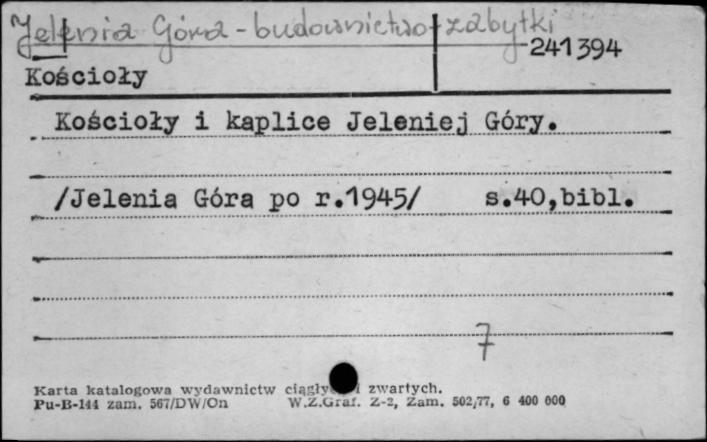 Jelenia Góra - budownictwo + zabytki
241394
Kościoły
Kościoły i kaplice Jeleniej Góry.
/Jelenia Góra po r.1945/ s.40,bibl.
7
Karta katalogowa wydawnictw i zwartych.
Pu-B-144 zam. 567/DW/On W.Z.Graf. Z-2, Zam. 502/77, 6 400 000